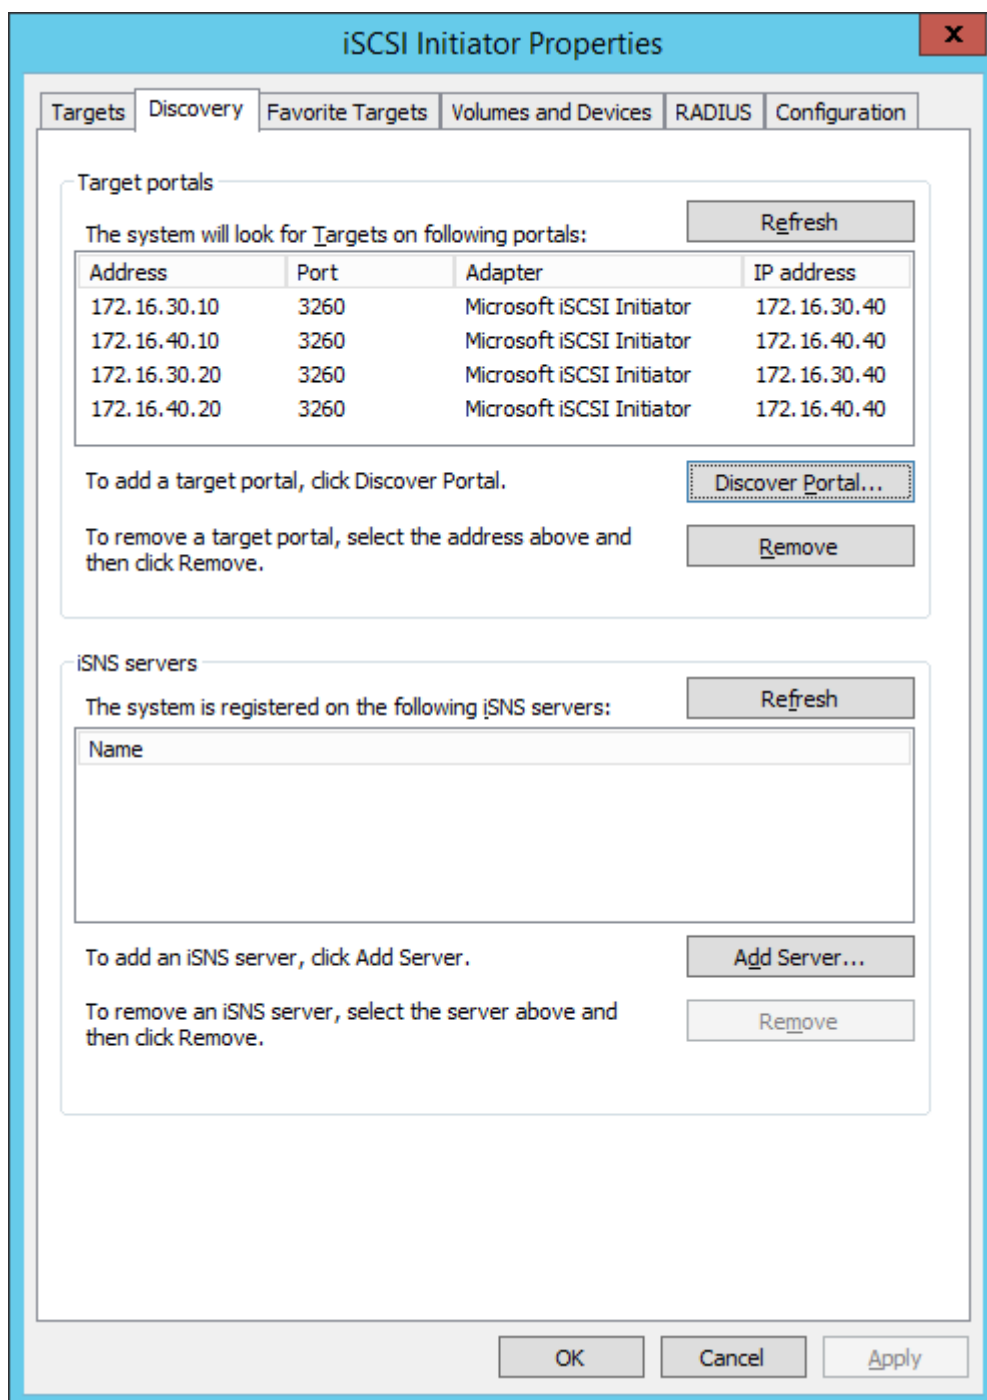 iSCSI Initiator Properties
x
Targets Discovery Favorite Targets Volumes and Devices RADIUS Configuration
Target portals
The system will look for Targets on following portals:
Refresh
Address Port Adapter IP address
172.16.30.10 3260 Microsoft iSCSI Initiator 172.16.30.40
172.16.40.10 3260 Microsoft iSCSI Initiator 172.16.40.40
172.16.30.20 3260 Microsoft iSCSI Initiator 172.16.30.40
172.16.40.20 3260 Microsoft iSCSI Initiator 172.16.40.40
To add a target portal, click Discover Portal.
Discover Portal...
To remove a target portal, select the address above and
then click Remove.
Remove
iSNS servers
The system is registered on the following iSNS servers:
Refresh
Name
To add an iSNS server, click Add Server.
Add Server...
To remove an iSNS server, select the server above and
then click Remove.
Remove
OK Cancel Apply